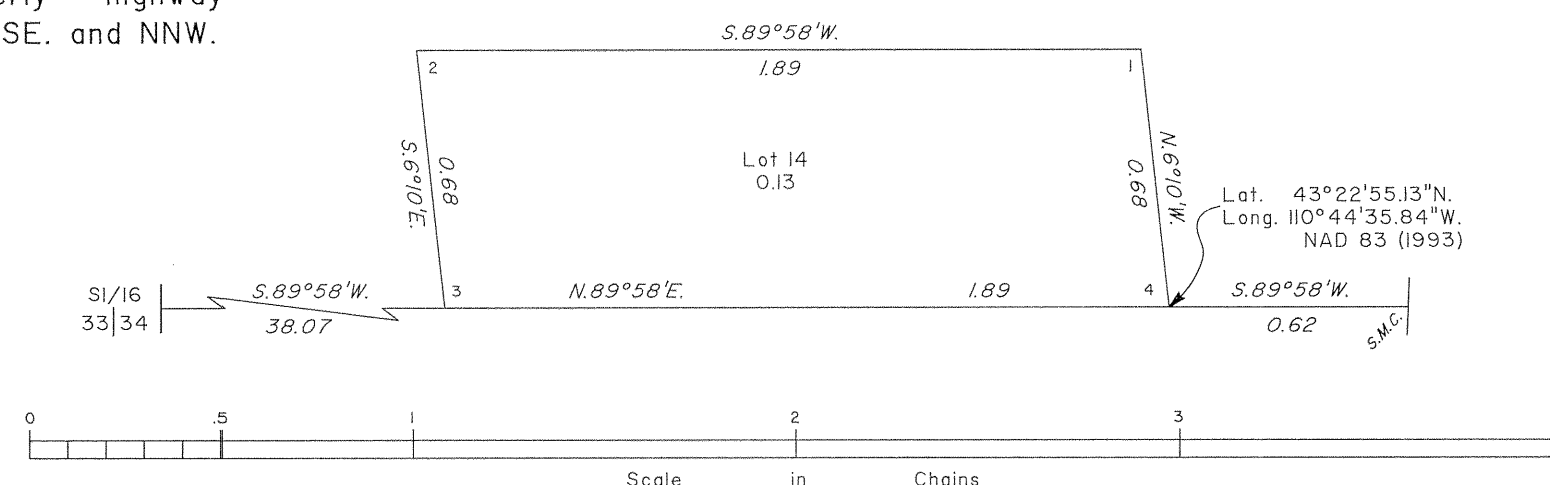 highway
SE. and NNW.
S.89°58'W.
2
1.89
1
S.6°10'E.
0.68
Lot 14
0.13
0.68
N.6°10'W.
Lat. 43°22'55.13"N.
Long. 110°44'35.84"W.
NAD 83 (1993)
S1/16
33|34
S.89°58'W.
38.07
3
N.89°58'E.
1.89
4
S.89°58'W.
0.62
S.M.C.
0 .5 1 2 3
Scale in Chains